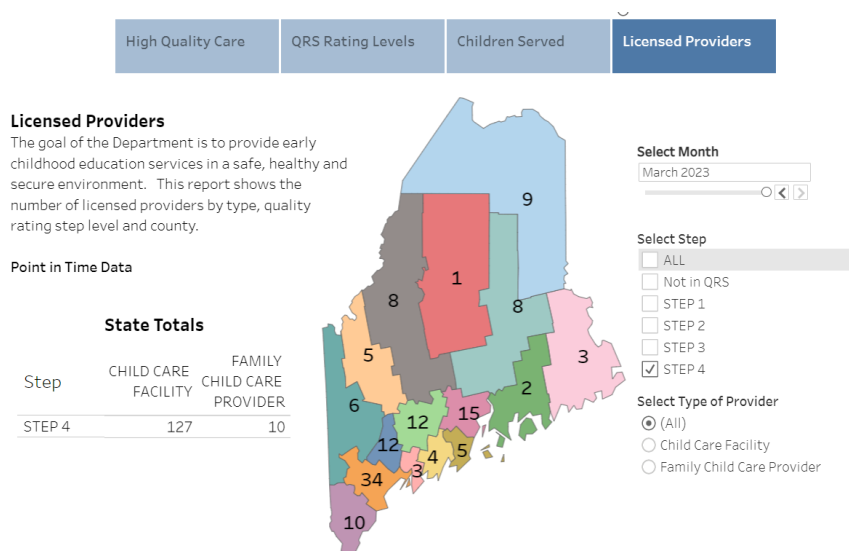 High Quality Care
QRS Rating Levels
Children Served
Licensed Providers
Licensed Providers
The goal of the Department is to provide early
childhood education services in a safe, healthy and
secure environment. This report shows the
number of licensed providers by type, quality
rating step level and county.
Point in Time Data
State Totals
Step
CHILD CARE
FACILITY
FAMILY
CHILD CARE
PROVIDER
STEP 4 127 10
9
1
8
8
5
3
2
6
15
12
12
5
4
3
34
10
Select Month
March 2023
Select Step
ALL
Not in QRS
STEP 1
STEP 2
STEP 3
STEP 4
Select Type of Provider
(All)
Child Care Facility
Family Child Care Provider